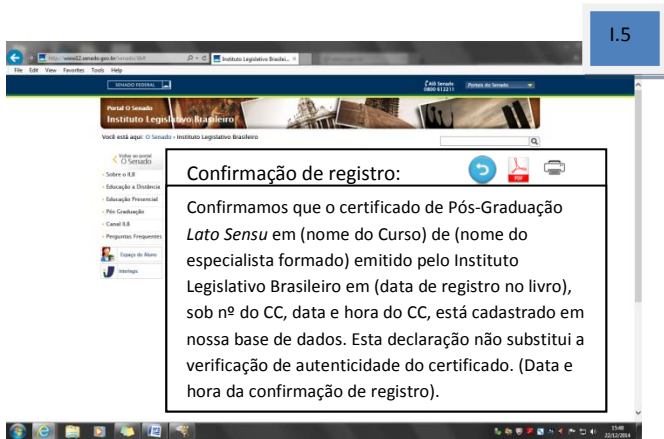 I.5
Instituto Legislativo Brasilei...
File Edit View Favorites Tools Help
SENADO FEDERAL
Alô Senado
0800 612211
Portais do Senado
Portal O Senado
Instituto Legislativo Brasileiro
Você está aqui: O Senado › Instituto Legislativo Brasileiro
Voltar ao portal
O Senado
Sobre o ILB
Educação a Distância
Educação Presencial
Pós Graduação
Canal ILB
Perguntas Frequentes
Espaço do Aluno
Interlegis
Confirmação de registro:
PDF
Confirmamos que o certificado de Pós-Graduação
Lato Sensu em (nome do Curso) de (nome do
especialista formado) emitido pelo Instituto
Legislativo Brasileiro em (data de registro no livro),
sob nº do CC, data e hora do CC, está cadastrado em
nossa base de dados. Esta declaração não substitui a
verificação de autenticidade do certificado. (Data e
hora da confirmação de registro).
15:49
22/12/2014